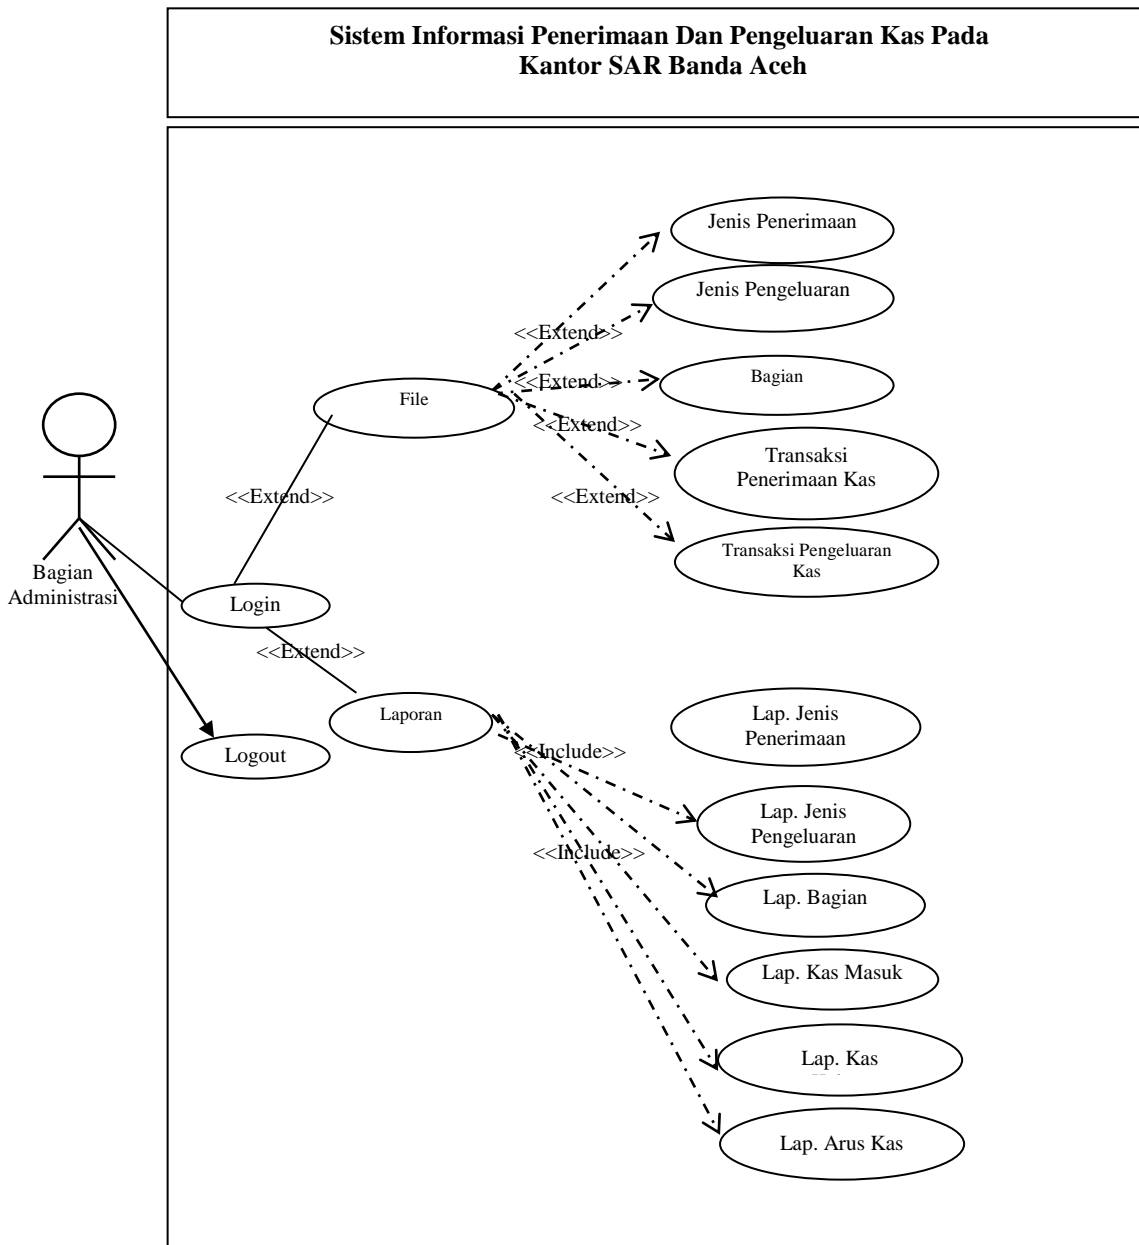 Sistem Informasi Penerimaan Dan Pengeluaran Kas Pada
Kantor SAR Banda Aceh
Jenis Penerimaan
Jenis Pengeluaran
<<Extend>>
<<Extend>>
Bagian
File
<<Extend>>
Transaksi
Penerimaan Kas
<<Extend>>
<<Extend>>
Transaksi Pengeluaran
Kas
Bagian
Administrasi
Login
<<Extend>>
Laporan
Lap. Jenis
Penerimaan
Logout
<<Include>>
Lap. Jenis
Pengeluaran
<<Include>>
Lap. Bagian
Lap. Kas Masuk
Lap. Kas
Lap. Arus Kas